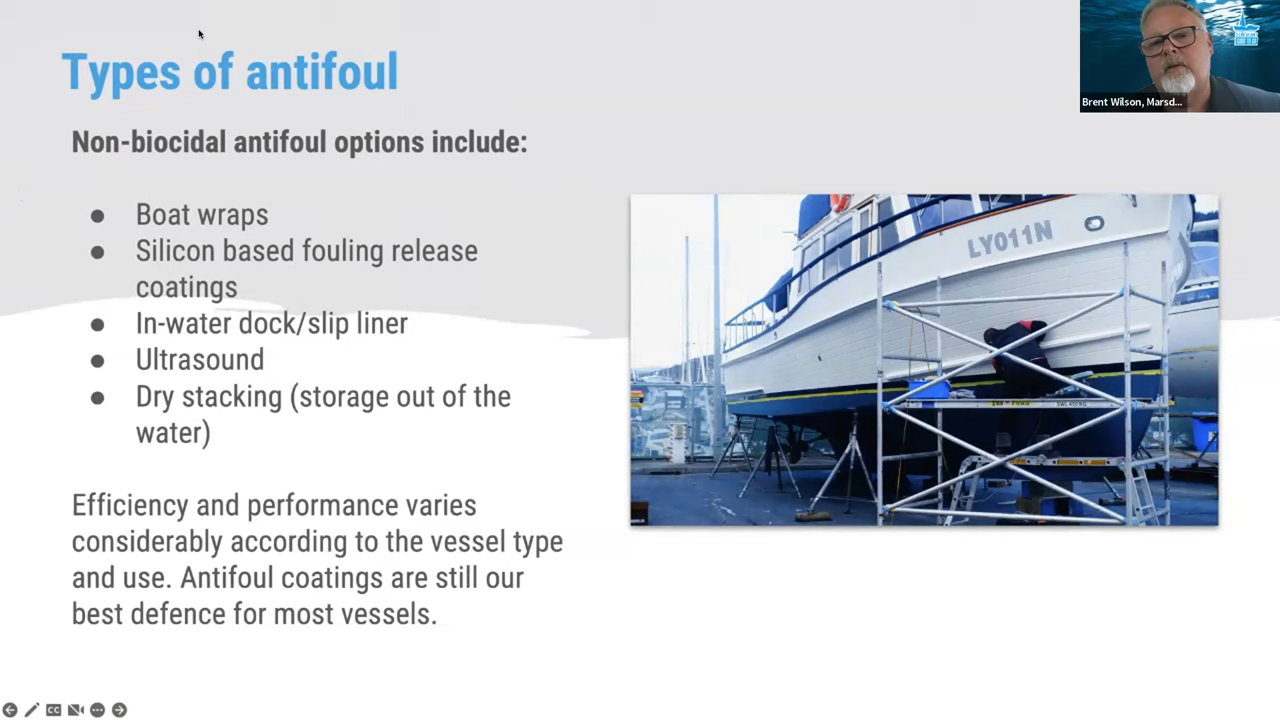 Types of antifoul
Non-biocidal antifoul options include:
● Boat wraps
● Silicon based fouling release
coatings
● In-water dock/slip liner
● Ultrasound
● Dry stacking (storage out of the
water)
Efficiency and performance varies
considerably according to the vessel type
and use. Antifoul coatings are still our
best defence for most vessels.
LY011N
Brent Wilson, Marsd...
CC